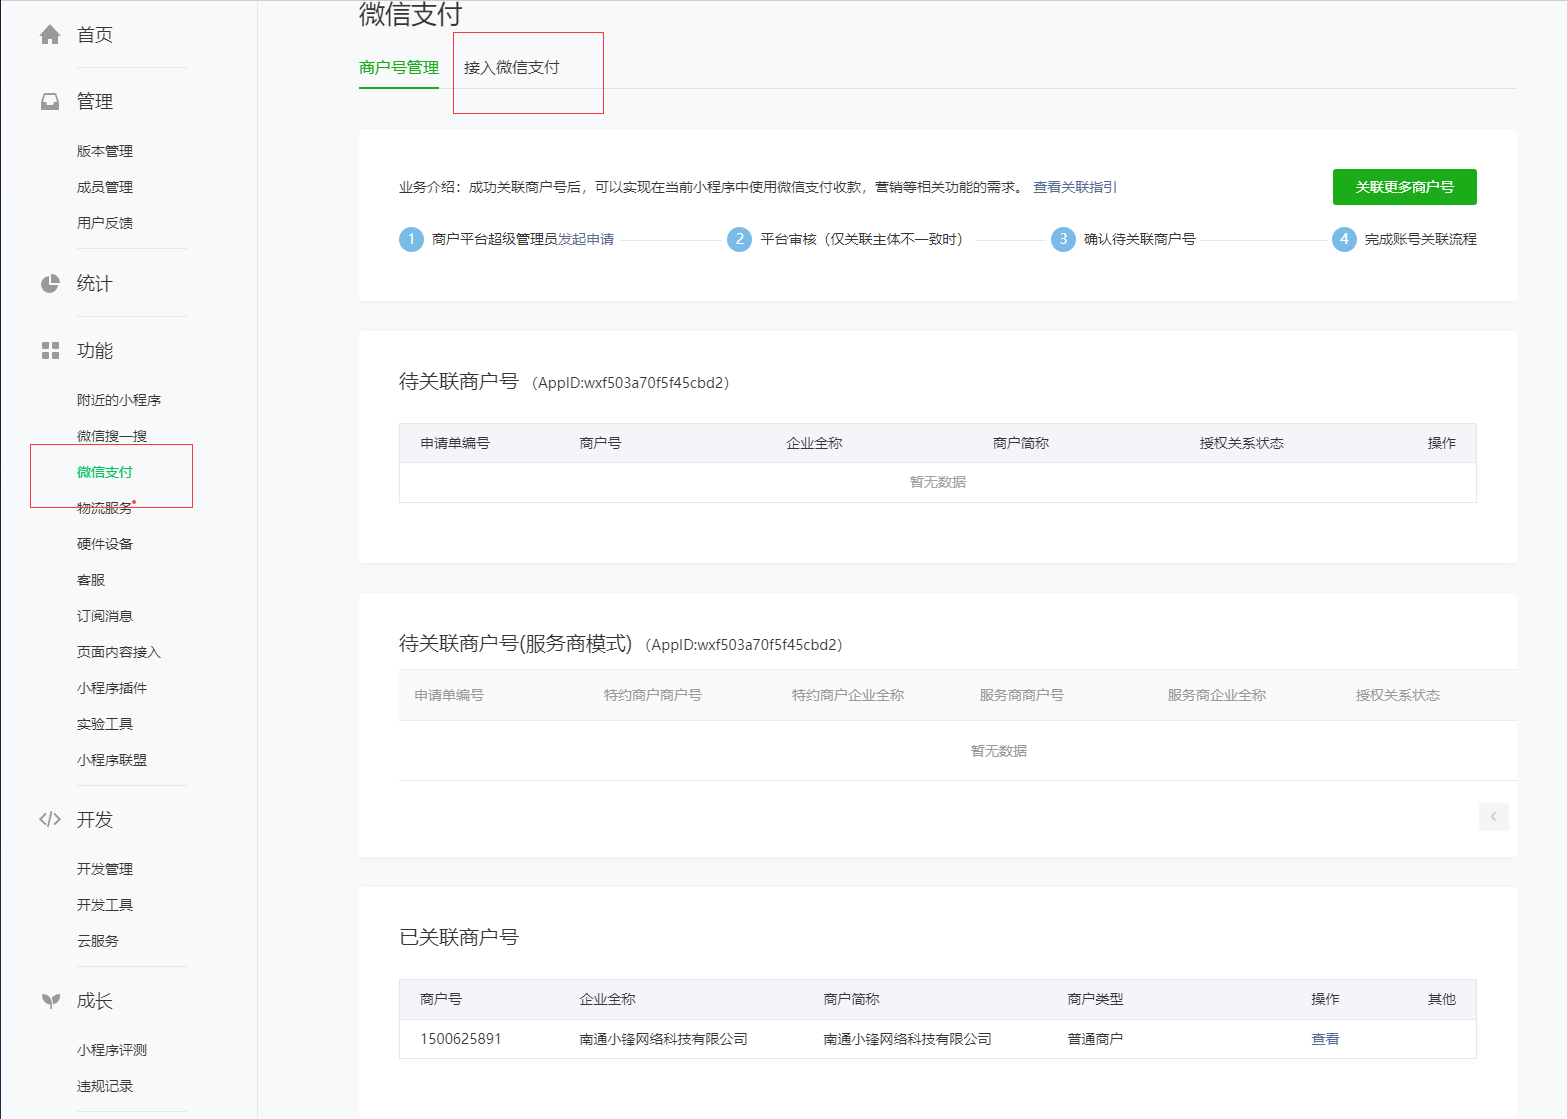 首页
管理
版本管理
成员管理
用户反馈
统计
功能
附近的小程序
微信搜一搜
微信支付
物流服务
硬件设备
客服
订阅消息
页面内容接入
小程序插件
实验工具
小程序联盟
开发
开发管理
开发工具
云服务
成长
小程序评测
违规记录
微信支付
商户号管理 接入微信支付
业务介绍：成功关联商户号后，可以实现在当前小程序中使用微信支付收款，营销等相关功能的需求。 查看关联指引 关联更多商户号
1 商户平台超级管理员发起申请 2 平台审核（仅关联主体不一致时） 3 确认待关联商户号 4 完成账号关联流程
待关联商户号 （AppID:wxf503a70f5f45cbd2）
申请单编号 商户号 企业全称 商户简称 授权关系状态 操作
暂无数据
待关联商户号(服务商模式) （AppID:wxf503a70f5f45cbd2）
申请单编号 特约商户商户号 特约商户企业全称 服务商商户号 服务商企业全称 授权关系状态
暂无数据
已关联商户号
商户号 企业全称 商户简称 商户类型 操作 其他
1500625891 南通小锋网络科技有限公司 南通小锋网络科技有限公司 普通商户 查看